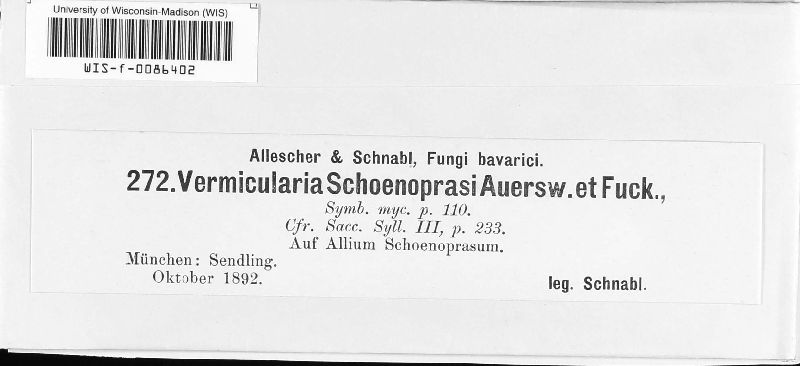 University of Wisconsin-Madison (WIS)
WIS-f-0086402
Allescher & Schnabl, Fungi bavarici.
272. Vermicularia Schoenoprasi Auersw. et Fuck.,
Symb. myc. p. 110.
Cfr. Sacc. Syll. III, p. 233.
Auf Allium Schoenoprasum.
München: Sendling.
Oktober 1892.
leg. Schnabl.